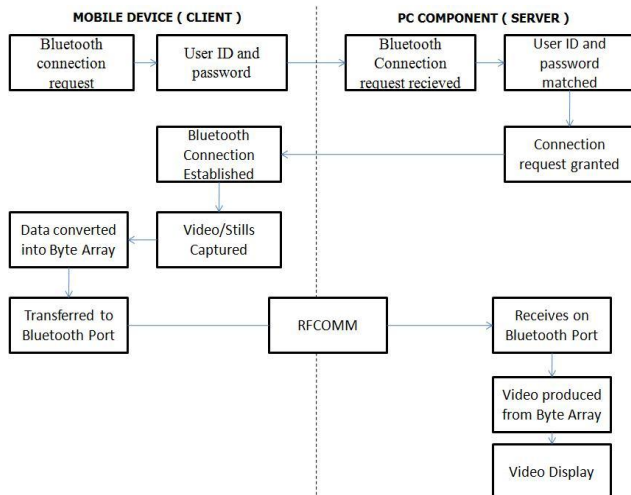 MOBILE DEVICE ( CLIENT )
PC COMPONENT ( SERVER )
Bluetooth
connection
request
User ID and
password
Bluetooth
Connection
request recieved
User ID and
password
matched
Bluetooth
Connection
Established
Connection
request granted
Data converted
into Byte Array
Video/Stills
Captured
Transferred to
Bluetooth Port
RFCOMM
Receives on
Bluetooth Port
Video produced
from Byte Array
Video Display